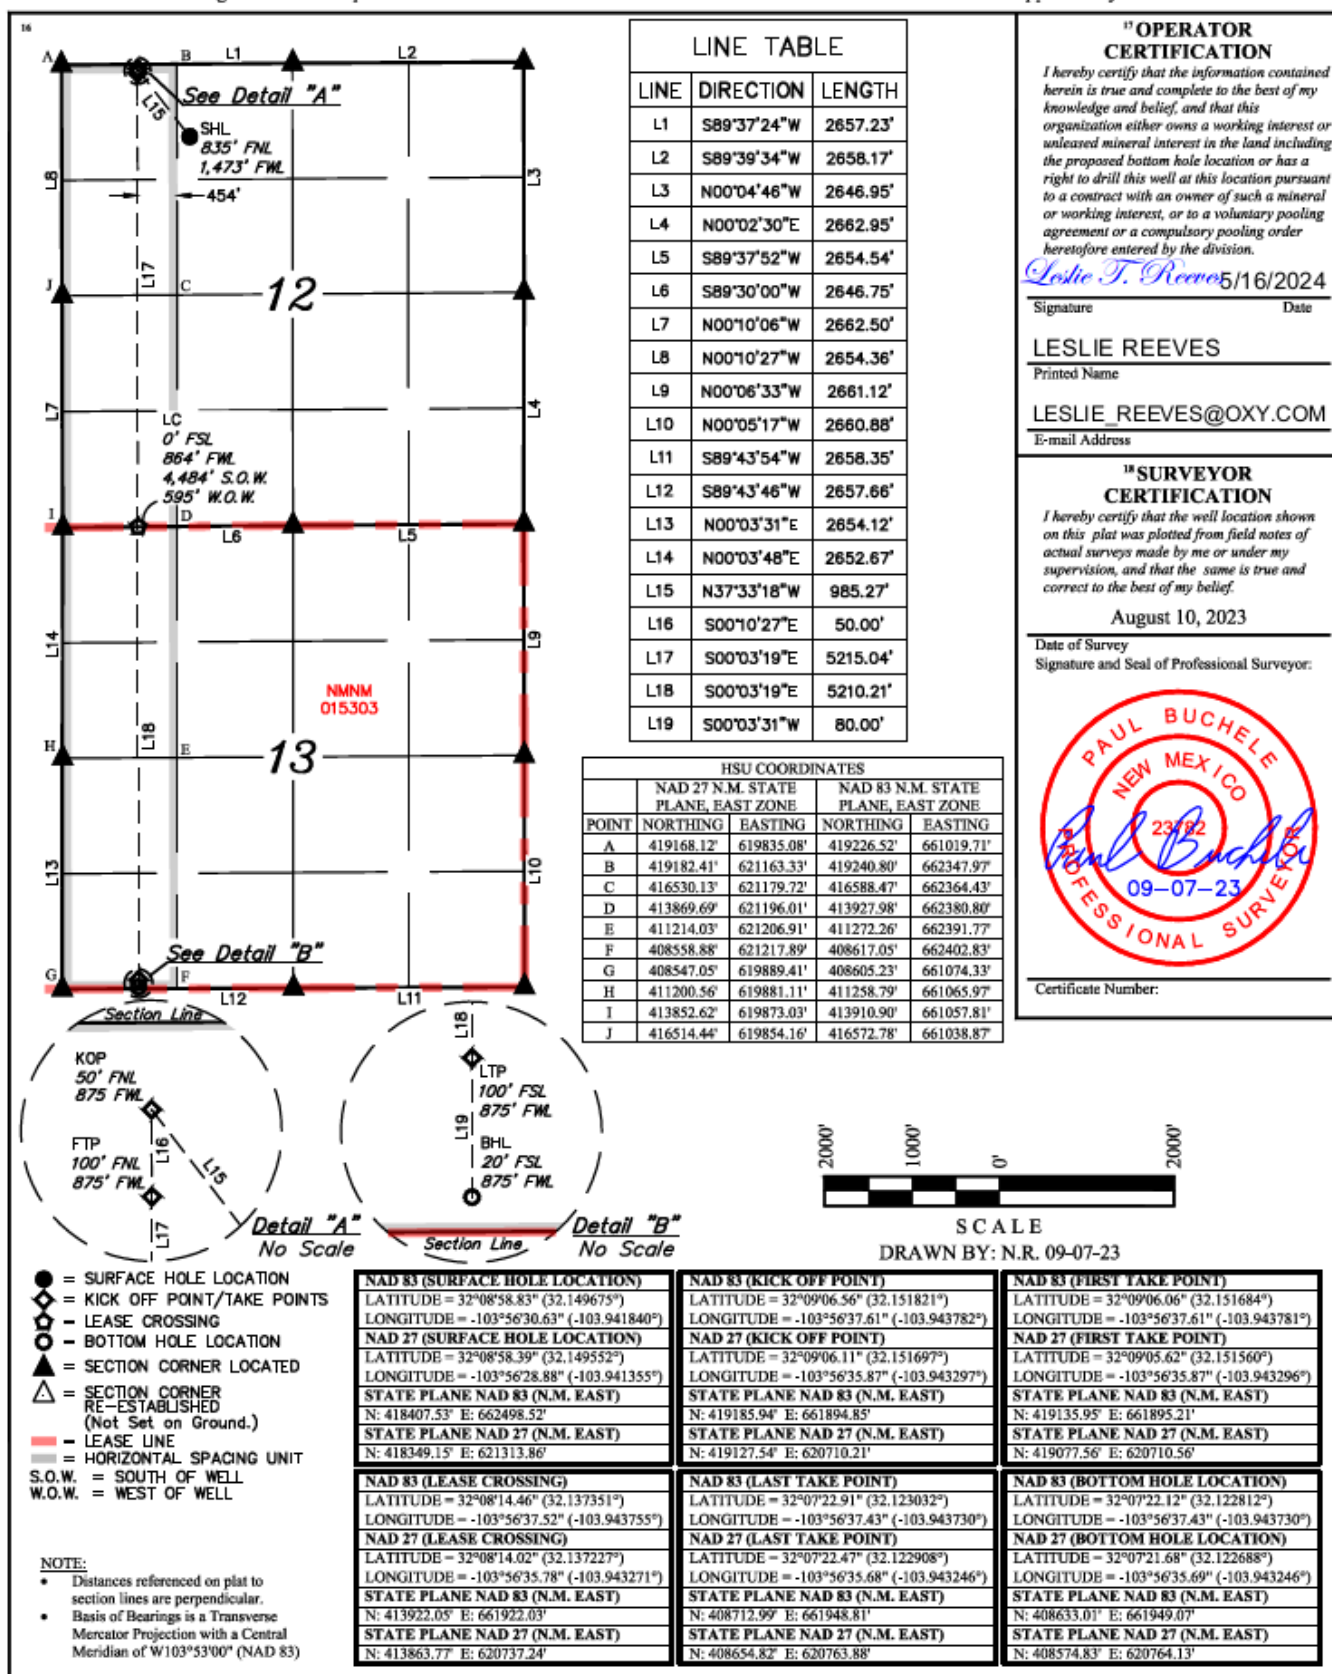 16
A
B
L1
L2
See Detail "A"
L15
SHL
835' FNL
1,473' FWL
L8
L3
454'
L17
J
C
12
L7
L4
LC
0' FSL
864' FWL
4,484' S.O.W.
595' W.O.W.
I
D
L6
L5
L14
L9
NMNM
015303
L18
H
E
13
L13
L10
See Detail "B"
G
F
L12
L11
LINE TABLE
LINE DIRECTION LENGTH
L1 S89°37'24"W 2657.23'
L2 S89°39'34"W 2658.17'
L3 N00°04'46"W 2646.95'
L4 N00°02'30"E 2662.95'
L5 S89°37'52"W 2654.54'
L6 S89°30'00"W 2646.75'
L7 N00°10'06"W 2662.50'
L8 N00°10'27"W 2654.36'
L9 N00°06'33"W 2661.12'
L10 N00°05'17"W 2660.88'
L11 S89°43'54"W 2658.35'
L12 S89°43'46"W 2657.66'
L13 N00°03'31"E 2654.12'
L14 N00°03'48"E 2652.67'
L15 N37°33'18"W 985.27'
L16 S00°10'27"E 50.00'
L17 S00°03'19"E 5215.04'
L18 S00°03'19"E 5210.21'
L19 S00°03'31"W 80.00'
HSU COORDINATES
NAD 27 N.M. STATE PLANE, EAST ZONE NAD 83 N.M. STATE PLANE, EAST ZONE
POINT NORTHING EASTING NORTHING EASTING
A 419168.12' 619835.08' 419226.52' 661019.71'
B 419182.41' 621163.33' 419240.80' 662347.97'
C 416530.13' 621179.72' 416588.47' 662364.43'
D 413869.69' 621196.01' 413927.98' 662380.80'
E 411214.03' 621206.91' 411272.26' 662391.77'
F 408558.88' 621217.89' 408617.05' 662402.83'
G 408547.05' 619889.41' 408605.23' 661074.33'
H 411200.56' 619881.11' 411258.79' 661065.97'
I 413852.62' 619873.03' 413910.90' 661057.81'
J 416514.44' 619854.16' 416572.78' 661038.87'
17 OPERATOR
CERTIFICATION
I hereby certify that the information contained
herein is true and complete to the best of my
knowledge and belief, and that this
organization either owns a working interest or
unleased mineral interest in the land including
the proposed bottom hole location or has a
right to drill this well at this location pursuant
to a contract with an owner of such a mineral
or working interest, or to a voluntary pooling
agreement or a compulsory pooling order
heretofore entered by the division.
Leslie T. Reeves 5/16/2024
Signature Date
LESLIE REEVES
Printed Name
LESLIE_REEVES@OXY.COM
E-mail Address
18 SURVEYOR
CERTIFICATION
I hereby certify that the well location shown
on this plat was plotted from field notes of
actual surveys made by me or under my
supervision, and that the same is true and
correct to the best of my belief.
August 10, 2023
Date of Survey
Signature and Seal of Professional Surveyor:
PAUL BUCHELE
NEW MEXICO
23782
Paul Buchele
09-07-23
PROFESSIONAL SURVEYOR
Certificate Number:
Section Line
KOP
50' FNL
875 FWL
FTP
100' FNL
875' FWL
L16
L15
L17
Detail "A"
No Scale
L18
LTP
100' FSL
875' FWL
L19
BHL
20' FSL
875' FWL
Section Line
Detail "B"
No Scale
2000' 1000' 0' 2000'
SCALE
DRAWN BY: N.R. 09-07-23
= SURFACE HOLE LOCATION
= KICK OFF POINT/TAKE POINTS
= LEASE CROSSING
= BOTTOM HOLE LOCATION
= SECTION CORNER LOCATED
= SECTION CORNER
RE-ESTABLISHED
(Not Set on Ground.)
= LEASE LINE
= HORIZONTAL SPACING UNIT
S.O.W. = SOUTH OF WELL
W.O.W. = WEST OF WELL
NOTE:
• Distances referenced on plat to
section lines are perpendicular.
• Basis of Bearings is a Transverse
Mercator Projection with a Central
Meridian of W103°53'00" (NAD 83)
NAD 83 (SURFACE HOLE LOCATION)
LATITUDE = 32°08'58.83" (32.149675°)
LONGITUDE = -103°56'30.63" (-103.941840°)
NAD 27 (SURFACE HOLE LOCATION)
LATITUDE = 32°08'58.39" (32.149552°)
LONGITUDE = -103°56'28.88" (-103.941355°)
STATE PLANE NAD 83 (N.M. EAST)
N: 418407.53' E: 662498.52'
STATE PLANE NAD 27 (N.M. EAST)
N: 418349.15' E: 621313.86'
NAD 83 (KICK OFF POINT)
LATITUDE = 32°09'06.56" (32.151821°)
LONGITUDE = -103°56'37.61" (-103.943782°)
NAD 27 (KICK OFF POINT)
LATITUDE = 32°09'06.11" (32.151697°)
LONGITUDE = -103°56'35.87" (-103.943297°)
STATE PLANE NAD 83 (N.M. EAST)
N: 419185.94' E: 661894.85'
STATE PLANE NAD 27 (N.M. EAST)
N: 419127.54' E: 620710.21'
NAD 83 (FIRST TAKE POINT)
LATITUDE = 32°09'06.06" (32.151684°)
LONGITUDE = -103°56'37.61" (-103.943781°)
NAD 27 (FIRST TAKE POINT)
LATITUDE = 32°09'05.62" (32.151560°)
LONGITUDE = -103°56'35.87" (-103.943296°)
STATE PLANE NAD 83 (N.M. EAST)
N: 419135.95' E: 661895.21'
STATE PLANE NAD 27 (N.M. EAST)
N: 419077.56' E: 620710.56'
NAD 83 (LEASE CROSSING)
LATITUDE = 32°08'14.46" (32.137351°)
LONGITUDE = -103°56'37.52" (-103.943755°)
NAD 27 (LEASE CROSSING)
LATITUDE = 32°08'14.02" (32.137227°)
LONGITUDE = -103°56'35.78" (-103.943271°)
STATE PLANE NAD 83 (N.M. EAST)
N: 413922.05' E: 661922.03'
STATE PLANE NAD 27 (N.M. EAST)
N: 413863.77' E: 620737.24'
NAD 83 (LAST TAKE POINT)
LATITUDE = 32°07'22.91" (32.123032°)
LONGITUDE = -103°56'37.43" (-103.943730°)
NAD 27 (LAST TAKE POINT)
LATITUDE = 32°07'22.47" (32.122908°)
LONGITUDE = -103°56'35.68" (-103.943246°)
STATE PLANE NAD 83 (N.M. EAST)
N: 408712.99' E: 661948.81'
STATE PLANE NAD 27 (N.M. EAST)
N: 408654.82' E: 620763.88'
NAD 83 (BOTTOM HOLE LOCATION)
LATITUDE = 32°07'22.12" (32.122812°)
LONGITUDE = -103°56'37.43" (-103.943730°)
NAD 27 (BOTTOM HOLE LOCATION)
LATITUDE = 32°07'21.68" (32.122688°)
LONGITUDE = -103°56'35.69" (-103.943246°)
STATE PLANE NAD 83 (N.M. EAST)
N: 408633.01' E: 661949.07'
STATE PLANE NAD 27 (N.M. EAST)
N: 408574.83' E: 620764.13'